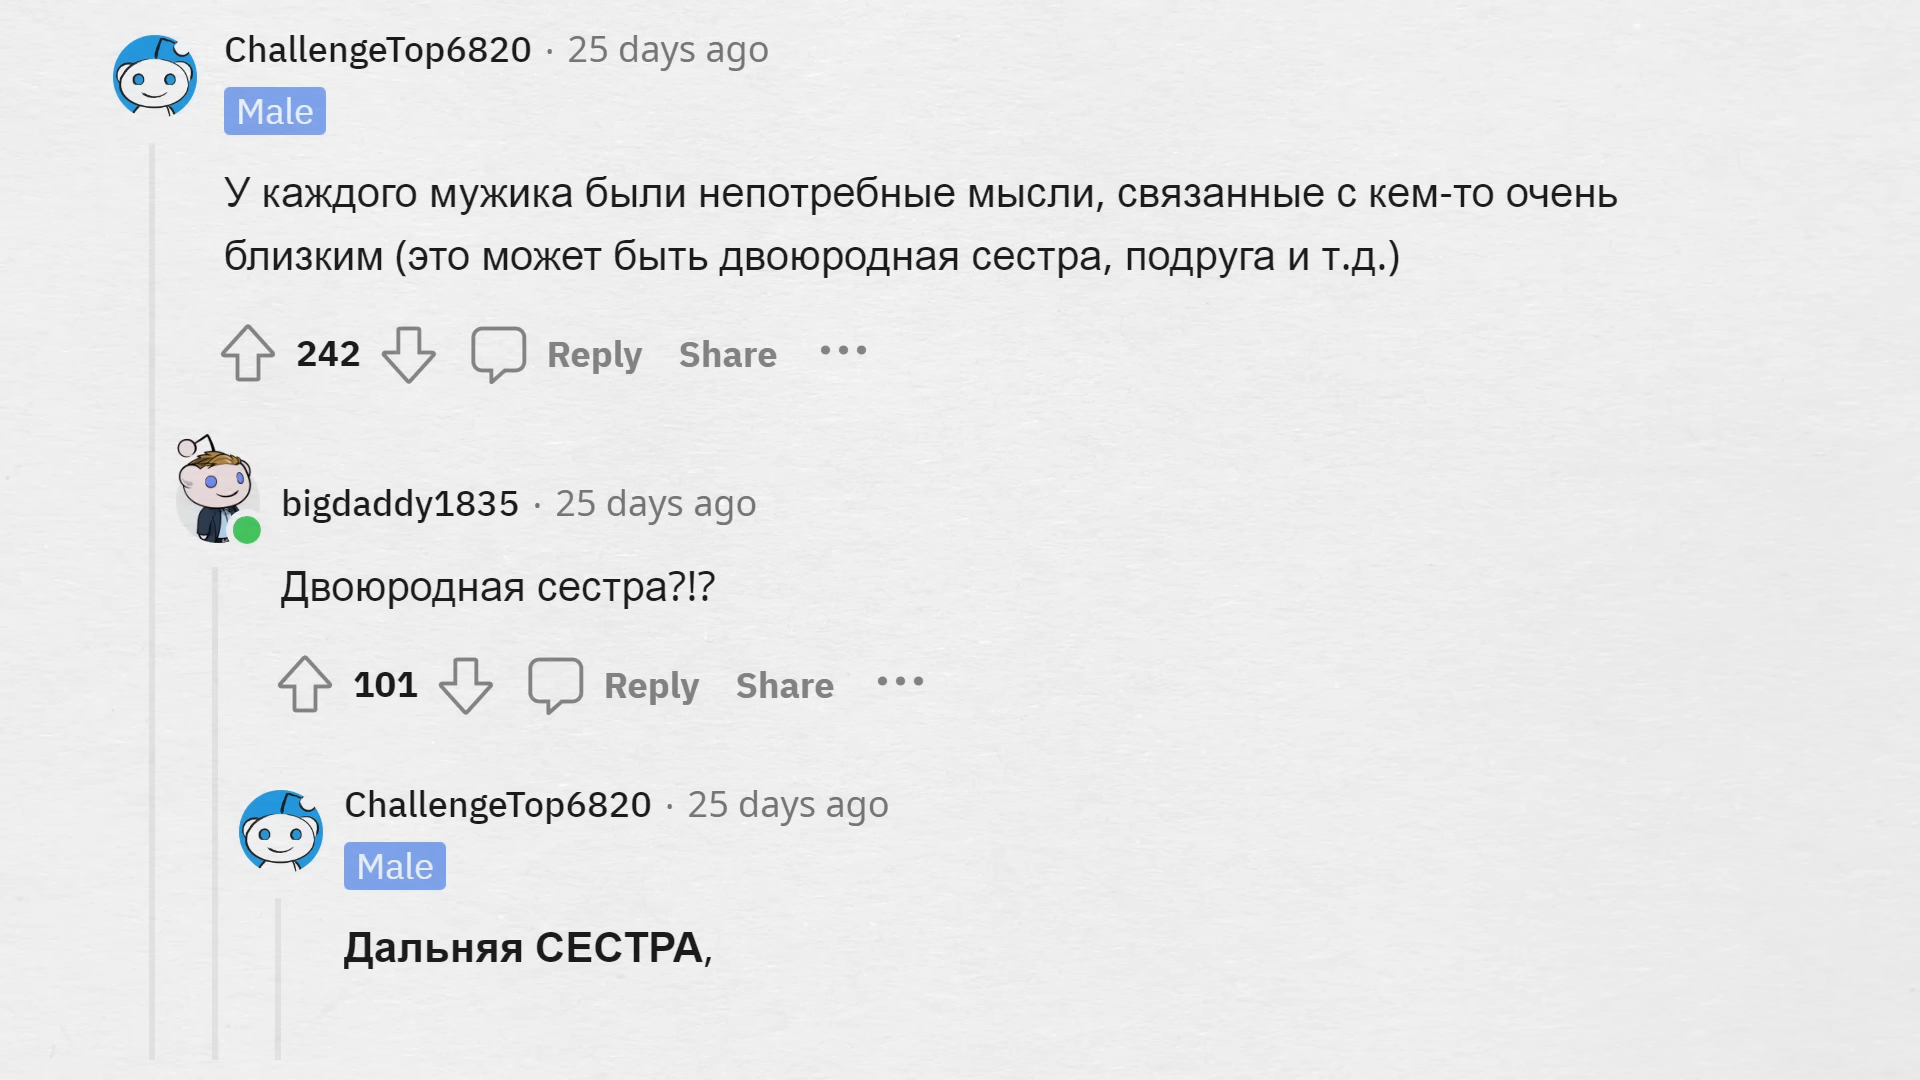 ChallengeTop6820 · 25 days ago
Male
У каждого мужика были непотребные мысли, связанные с кем-то очень
близким (это может быть двоюродная сестра, подруга и т.д.)
242 Reply Share ···
bigdaddy1835 · 25 days ago
Двоюродная сестра?!?
101 Reply Share ···
ChallengeTop6820 · 25 days ago
Male
Дальняя СЕСТРА,